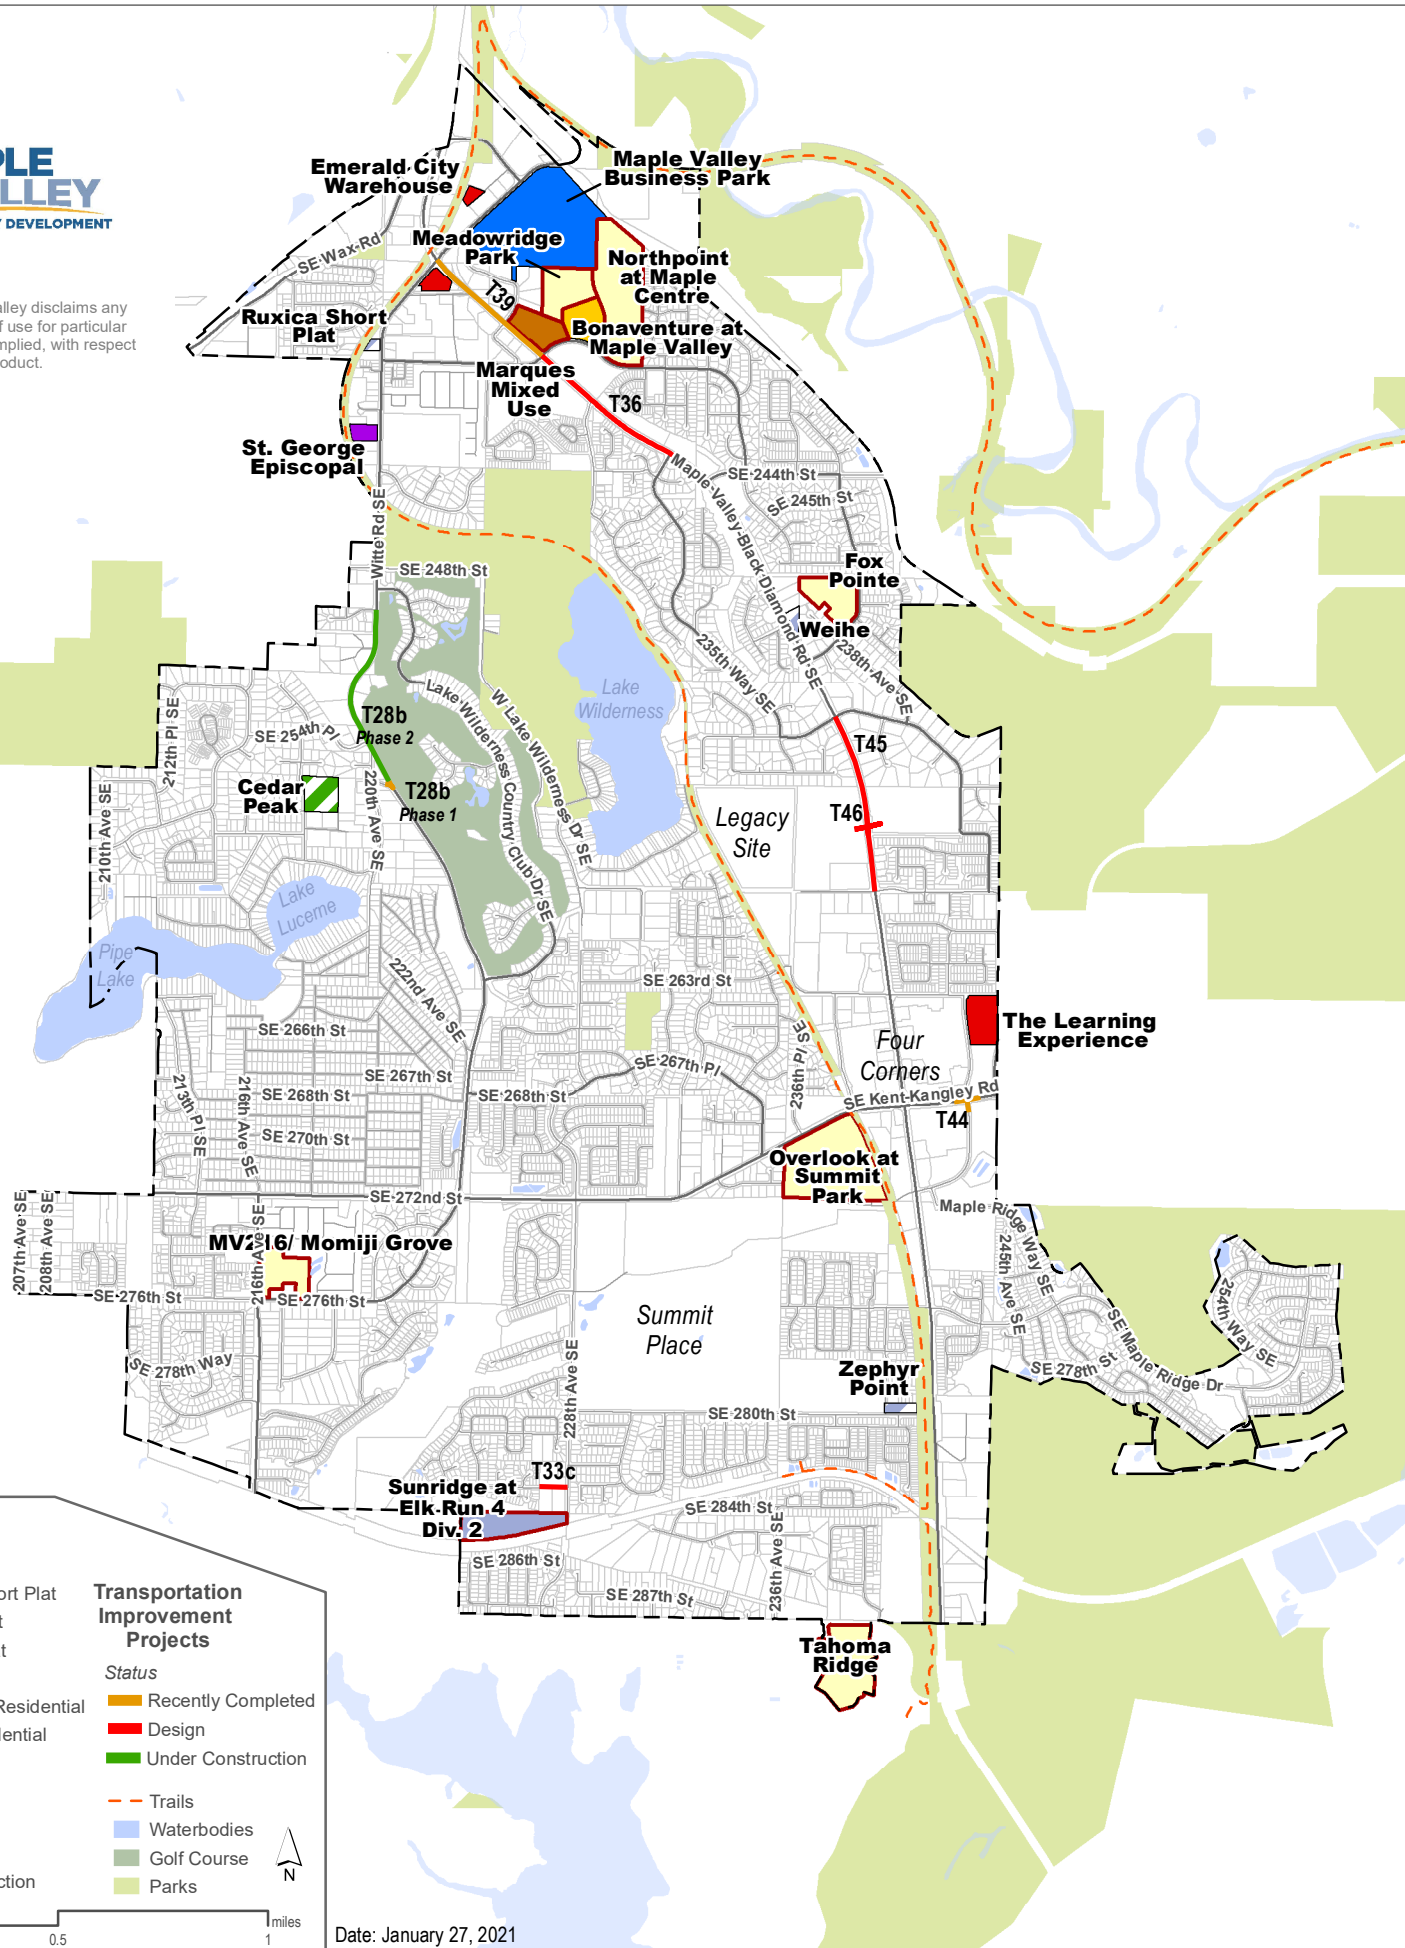 PLE
ALLEY
Y DEVELOPMENT
alley disclaims any
f use for particular
mplied, with respect
oduct.
Emerald City
Warehouse
Maple Valley
Business Park
SE Wax Rd
Meadowridge
Park
Northpoint
at Maple
Centre
T39
Ruxica Short
Plat
Bonaventure at
Maple Valley
Marques
Mixed
Use
T36
St. George
Episcopal
Maple Valley-Black Diamond Rd SE
SE 244th St
SE 245th St
Witte Rd SE
SE 248th St
Fox
Pointe
Weihe
235th Way SE
238th Ave SE
Lake
Wilderness
212th Pl SE
SE 254th Pl
T28b
Phase 2
Lake Wilderness Country Club Dr SE
W Lake Wilderness Dr SE
T45
Cedar
Peak
220th Ave SE
T28b
Phase 1
210th Ave SE
Legacy
Site
T46
Lake
Lucerne
Pipe
Lake
222nd Ave SE
SE 263rd St
SE 266th St
236th Pl SE
Four
Corners
The Learning
Experience
SE 267th St
SE 267th Pl
213th Pl SE
216th Ave SE
SE 268th St
SE 268th St
SE Kent-Kangley Rd
T44
SE 270th St
Overlook at
Summit
Park
SE 272nd St
207th Ave SE
208th Ave SE
Maple Ridge Way SE
MV216/ Momiji Grove
216th Ave SE
245th Ave SE
254th Way SE
SE 276th St
SE 276th St
Summit
Place
SE Maple Ridge Dr
SE 278th Way
228th Ave SE
SE 278th St
Zephyr
Point
SE 280th St
T33c
Sunridge at
Elk Run 4
Div. 2
SE 284th St
236th Ave SE
SE 286th St
SE 287th St
Tahoma
Ridge
ort Plat
t
t
Residential
dential
ction
Transportation
Improvement
Projects
Status
Recently Completed
Design
Under Construction
Trails
Waterbodies
Golf Course
Parks
N
miles
0.5
1
Date: January 27, 2021